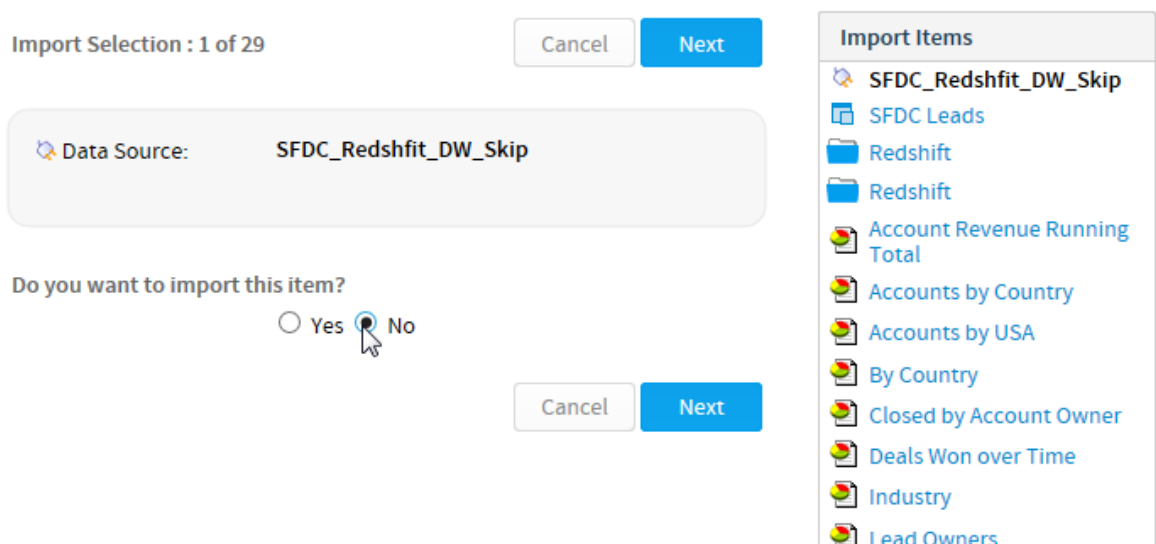 Import Selection : 1 of 29
Cancel
Next
Data Source:
SFDC_Redshfit_DW_Skip
Do you want to import this item?
Yes
No
Cancel
Next
Import Items
SFDC_Redshfit_DW_Skip
SFDC Leads
Redshift
Redshift
Account Revenue Running
Total
Accounts by Country
Accounts by USA
By Country
Closed by Account Owner
Deals Won over Time
Industry
Lead Owners